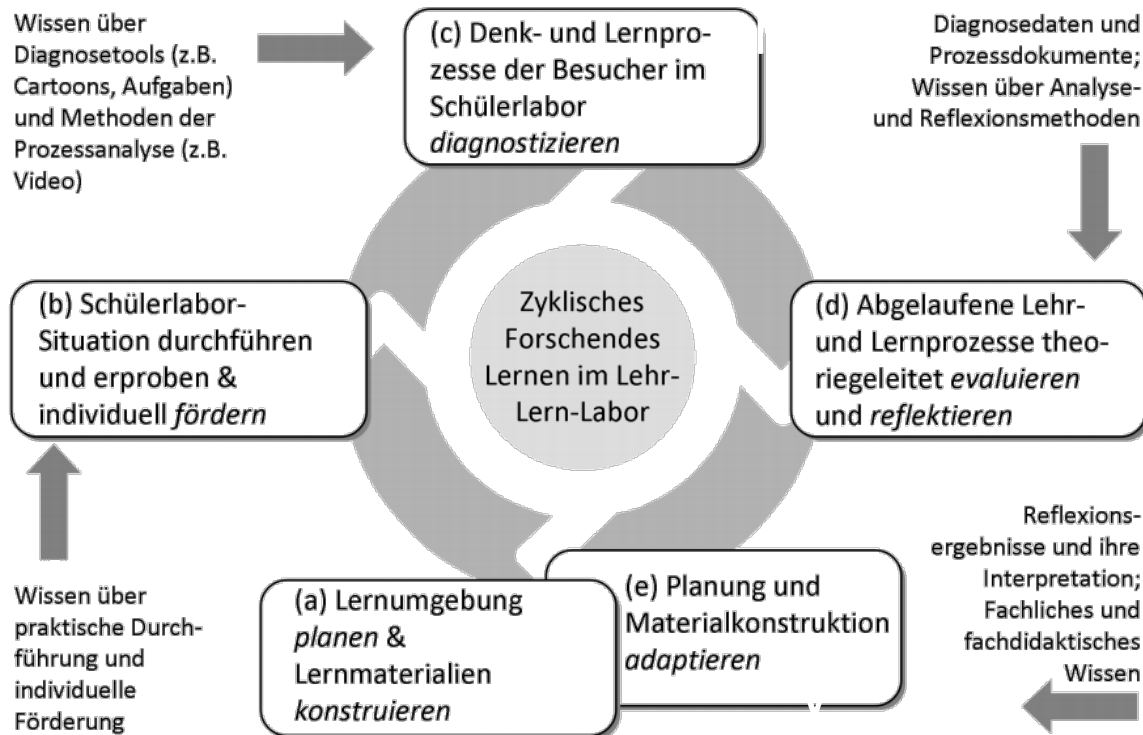 Wissen über
Diagnosetools (z.B.
Cartoons, Aufgaben)
und Methoden der
Prozessanalyse (z.B.
Video)
(c) Denk- und Lernpro-
zesse der Besucher im
Schülerlabor
diagnostizieren
Diagnosedaten und
Prozessdokumente;
Wissen über Analyse-
und Reflexionsmethoden
(b) Schülerlabor-
Situation durchführen
und erproben &
individuell fördern
Zyklisches
Forschendes
Lernen im Lehr-
Lern-Labor
(d) Abgelaufene Lehr-
und Lernprozesse theo-
riegeleitet evaluieren
und reflektieren
Wissen über
praktische Durch-
führung und
individuelle
Förderung
(a) Lernumgebung
planen &
Lernmaterialien
konstruieren
(e) Planung und
Materialkonstruktion
adaptieren
Reflexions-
ergebnisse und ihre
Interpretation;
Fachliches und
fachdidaktisches
Wissen